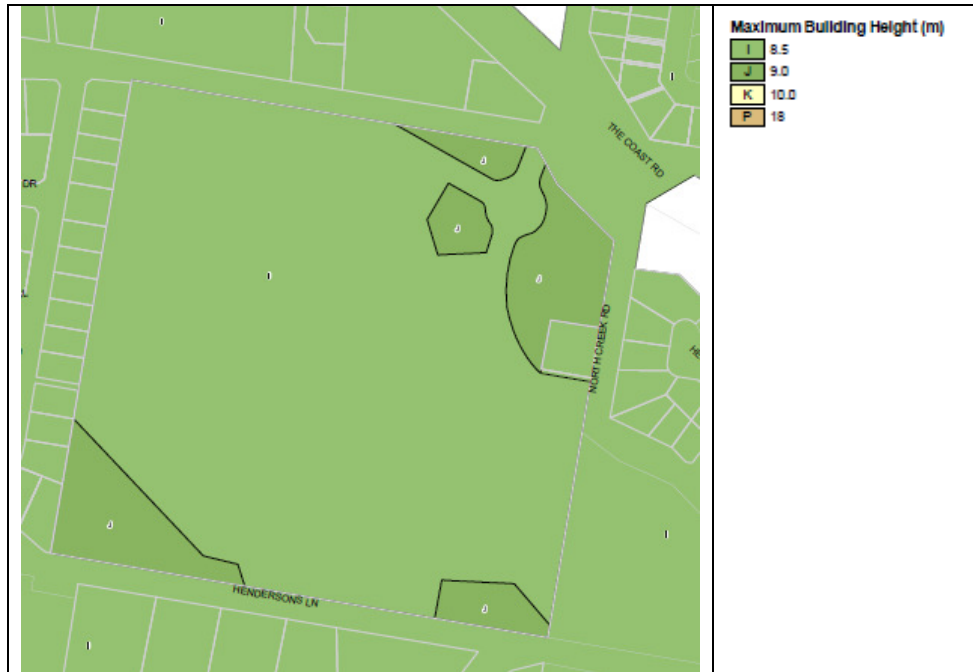 Maximum Building Height (m)
I 8.5
J 9.0
K 10.0
P 18
I
I
THE COAST RD
J
DR
J
I
J
NORTH CREEK RD
J
I
HENDERSONS LN
J
I